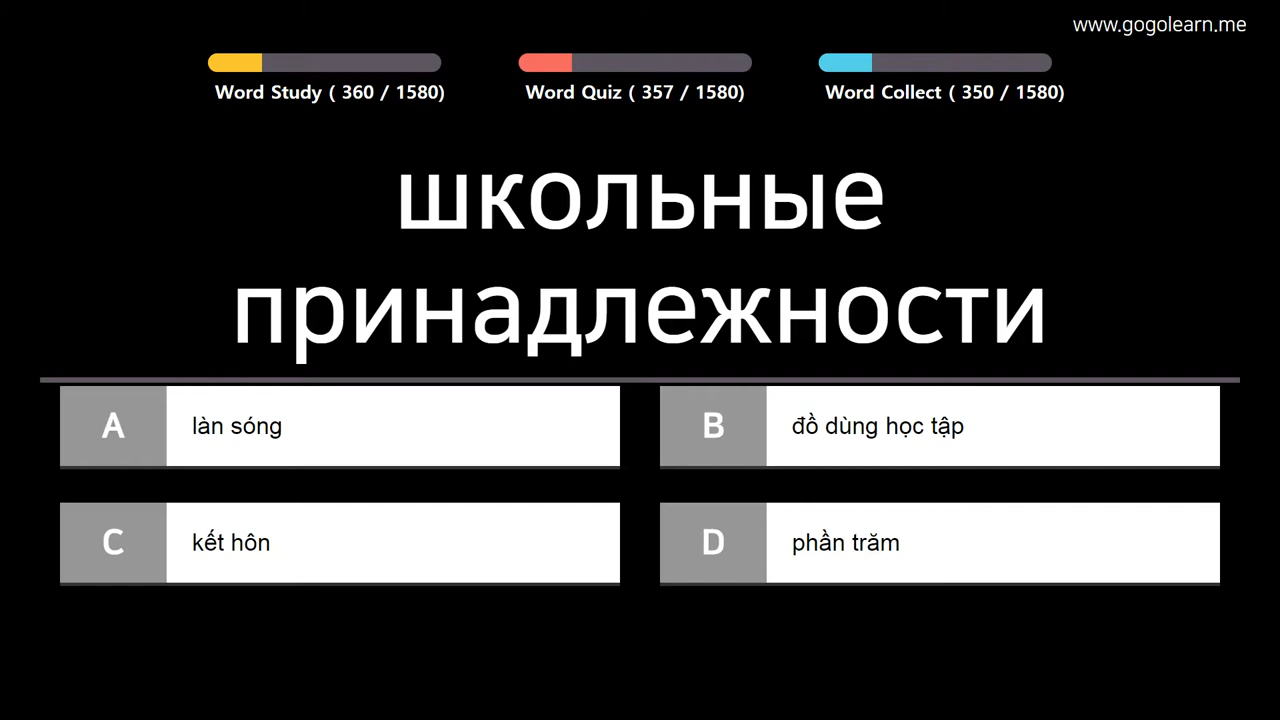 www.gogolearn.me
Word Study ( 360 / 1580)
Word Quiz ( 357 / 1580)
Word Collect ( 350 / 1580)
школьные
принадлежности
A
làn sóng
B
đồ dùng học tập
C
kết hôn
D
phần trăm